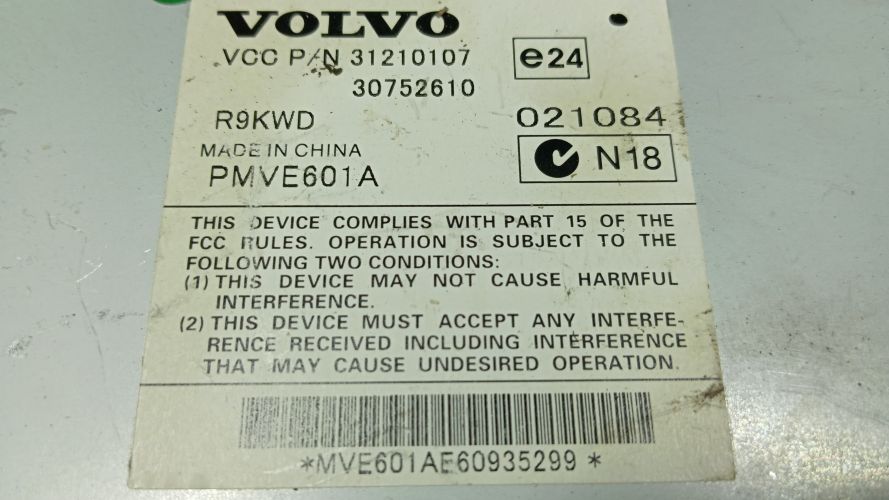 VOLVO
VCC P/N 31210107
e24
30752610
R9KWD
021084
MADE IN CHINA
N18
PMVE601A
THIS DEVICE COMPLIES WITH PART 15 OF THE
FCC RULES. OPERATION IS SUBJECT TO THE
FOLLOWING TWO CONDITIONS:
(1) THIS DEVICE MAY NOT CAUSE HARMFUL
INTERFERENCE.
(2) THIS DEVICE MUST ACCEPT ANY INTERFE-
RENCE RECEIVED INCLUDING INTERFERENCE
THAT MAY CAUSE UNDESIRED OPERATION.
*MVE601AE60935299 *